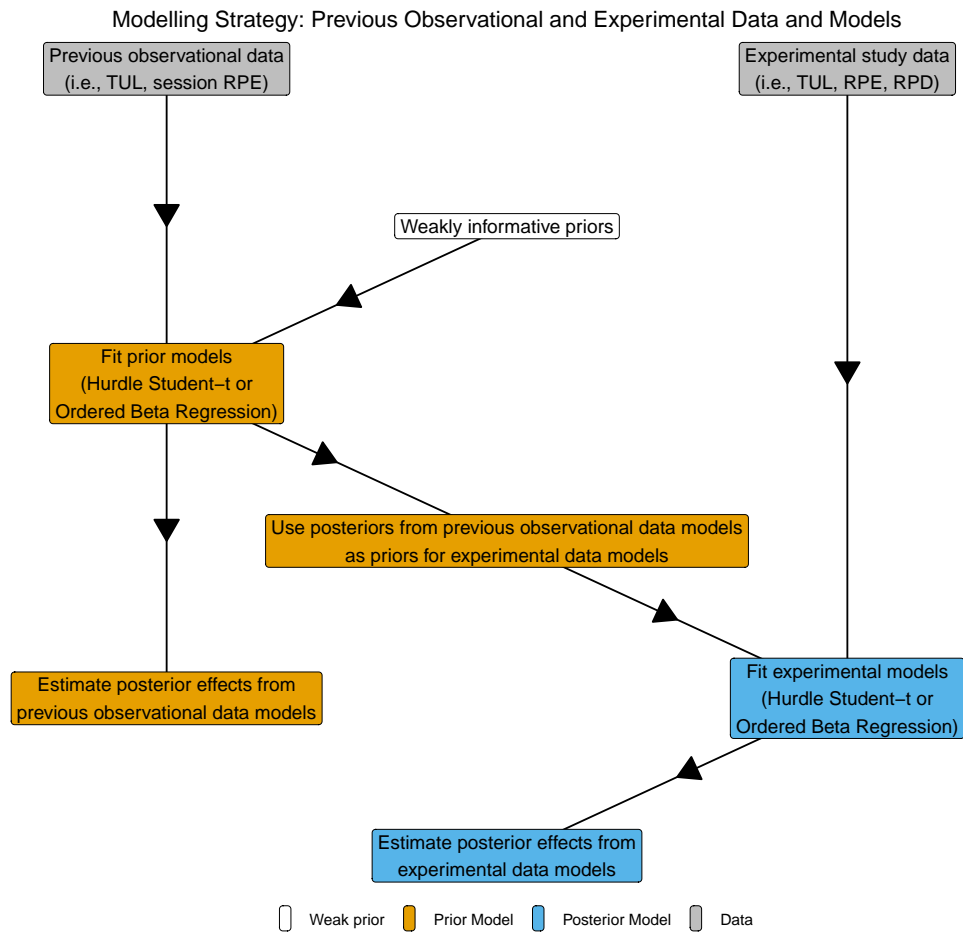 Modelling Strategy: Previous Observational and Experimental Data and Models
Previous observational data
(i.e., TUL, session RPE)
Experimental study data
(i.e., TUL, RPE, RPD)
Weakly informative priors
Fit prior models
(Hurdle Student−t or
Ordered Beta Regression)
Use posteriors from previous observational data models
as priors for experimental data models
Estimate posterior effects from
previous observational data models
Fit experimental models
(Hurdle Student−t or
Ordered Beta Regression)
Estimate posterior effects from
experimental data models
Weak prior Prior Model Posterior Model Data